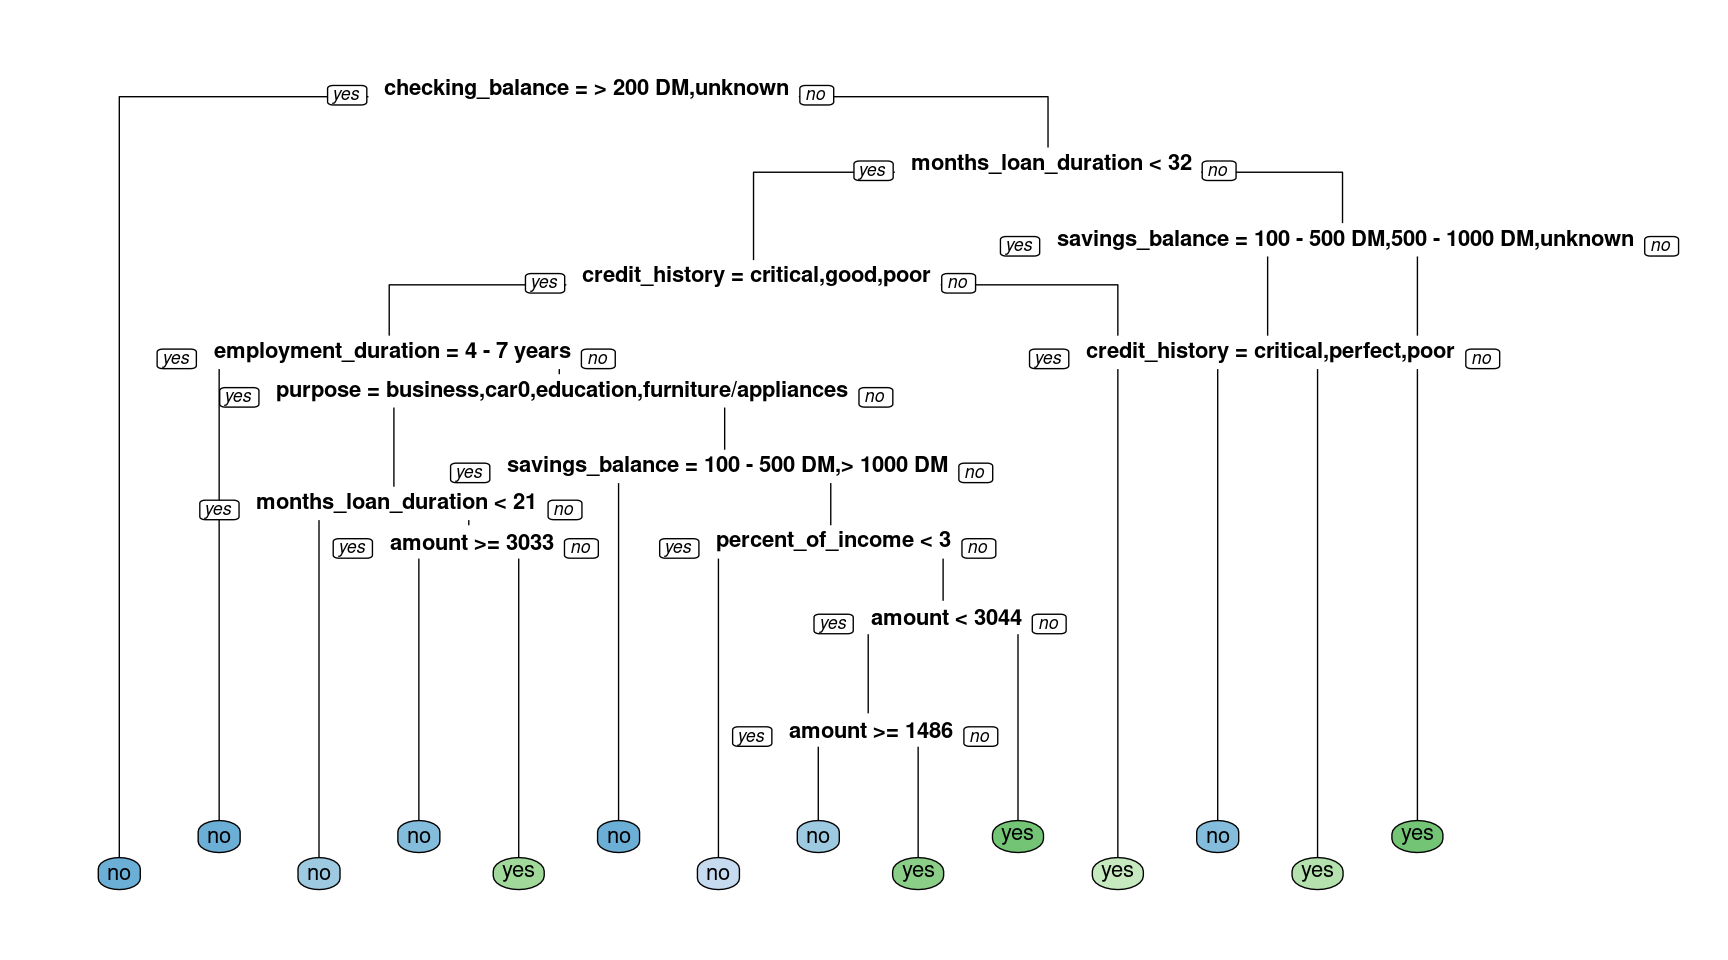 yes checking_balance = > 200 DM,unknown no
yes months_loan_duration < 32 no
yes savings_balance = 100 - 500 DM,500 - 1000 DM,unknown no
yes credit_history = critical,good,poor no
yes employment_duration = 4 - 7 years no
yes credit_history = critical,perfect,poor no
yes purpose = business,car0,education,furniture/appliances no
yes savings_balance = 100 - 500 DM,> 1000 DM no
yes months_loan_duration < 21 no
yes amount >= 3033 no
yes percent_of_income < 3 no
yes amount < 3044 no
yes amount >= 1486 no
no no no no yes no no no yes yes yes no yes yes